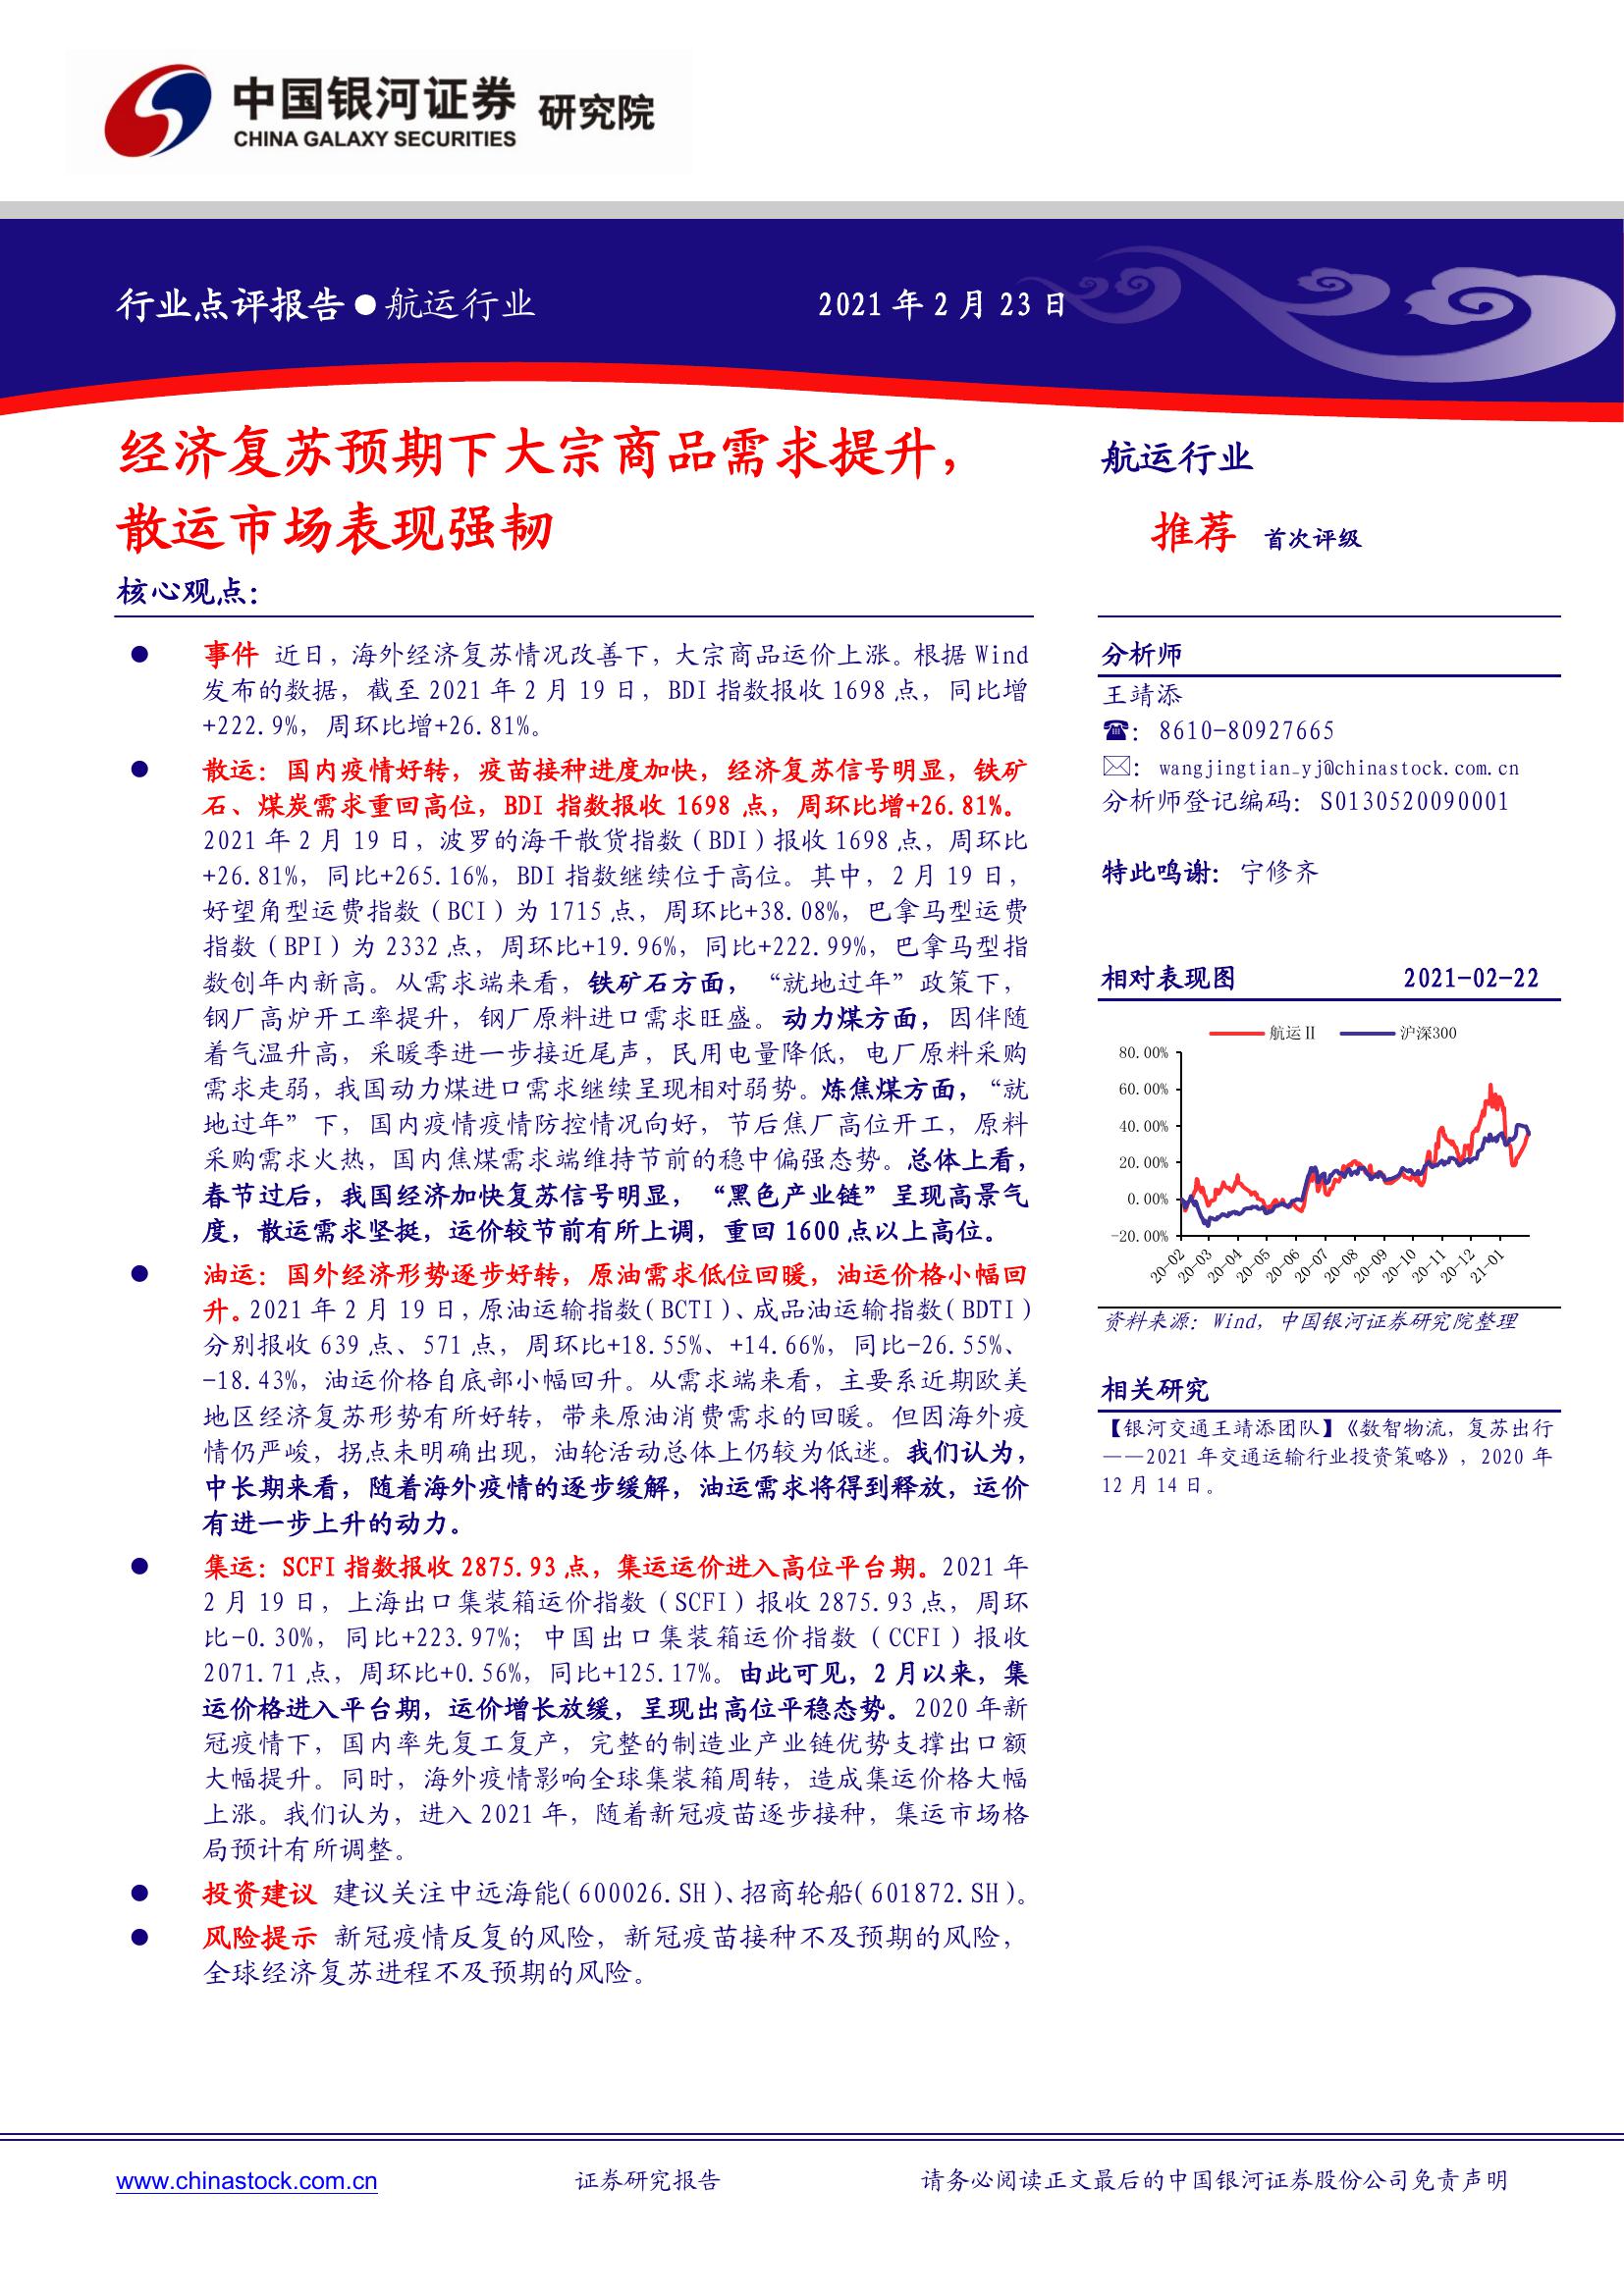 中国银河证券 研究院
CHINA GALAXY SECURITIES
行业点评报告●航运行业
2021 年 2 月 23 日
经济复苏预期下大宗商品需求提升，
散运市场表现强韧
核心观点：
● 事件 近日，海外经济复苏情况改善下，大宗商品运价上涨。根据 Wind
发布的数据，截至 2021 年 2 月 19 日，BDI 指数报收 1698 点，同比增
+222.9%，周环比增+26.81%。
● 散运：国内疫情好转，疫苗接种进度加快，经济复苏信号明显，铁矿
石、煤炭需求重回高位，BDI 指数报收 1698 点，周环比增+26.81%。
2021 年 2 月 19 日，波罗的海干散货指数（BDI）报收 1698 点，周环比
+26.81%，同比+265.16%，BDI 指数继续位于高位。其中，2 月 19 日，
好望角型运费指数（BCI）为 1715 点，周环比+38.08%，巴拿马型运费
指数（BPI）为 2332 点，周环比+19.96%，同比+222.99%，巴拿马型指
数创年内新高。从需求端来看，铁矿石方面，“就地过年”政策下，
钢厂高炉开工率提升，钢厂原料进口需求旺盛。动力煤方面，因伴随
着气温升高，采暖季进一步接近尾声，民用电量降低，电厂原料采购
需求走弱，我国动力煤进口需求继续呈现相对弱势。炼焦煤方面，“就
地过年”下，国内疫情疫情防控情况向好，节后焦厂高位开工，原料
采购需求火热，国内焦煤需求端维持节前的稳中偏强态势。总体上看，
春节过后，我国经济加快复苏信号明显，“黑色产业链”呈现高景气
度，散运需求坚挺，运价较节前有所上调，重回 1600 点以上高位。
● 油运：国外经济形势逐步好转，原油需求低位回暖，油运价格小幅回
升。2021 年 2 月 19 日，原油运输指数（BCTI）、成品油运输指数（BDTI）
分别报收 639 点、571 点，周环比+18.55%、+14.66%，同比-26.55%、
-18.43%，油运价格自底部小幅回升。从需求端来看，主要系近期欧美
地区经济复苏形势有所好转，带来原油消费需求的回暖。但因海外疫
情仍严峻，拐点未明确出现，油轮活动总体上仍较为低迷。我们认为，
中长期来看，随着海外疫情的逐步缓解，油运需求将得到释放，运价
有进一步上升的动力。
● 集运：SCFI 指数报收 2875.93 点，集运运价进入高位平台期。2021 年
2 月 19 日，上海出口集装箱运价指数（SCFI）报收 2875.93 点，周环
比-0.30%，同比+223.97%；中国出口集装箱运价指数（CCFI）报收
2071.71 点，周环比+0.56%，同比+125.17%。由此可见，2 月以来，集
运价格进入平台期，运价增长放缓，呈现出高位平稳态势。2020 年新
冠疫情下，国内率先复工复产，完整的制造业产业链优势支撑出口额
大幅提升。同时，海外疫情影响全球集装箱周转，造成集运价格大幅
上涨。我们认为，进入 2021 年，随着新冠疫苗逐步接种，集运市场格
局预计有所调整。
● 投资建议 建议关注中远海能(600026.SH)、招商轮船(601872.SH)。
● 风险提示 新冠疫情反复的风险，新冠疫苗接种不及预期的风险，
全球经济复苏进程不及预期的风险。
航运行业
推荐 首次评级
分析师
王靖添
☎：8610-80927665
✉：wangjingtian_yj@chinastock.com.cn
分析师登记编码：S0130520090001
特此鸣谢：宁修齐
相对表现图 2021-02-22
航运Ⅱ 沪深300
80.00%
60.00%
40.00%
20.00%
0.00%
-20.00%
20-02 20-03 20-04 20-05 20-06 20-07 20-08 20-09 20-10 20-11 20-12 21-01
资料来源：Wind，中国银河证券研究院整理
相关研究
【银河交通王靖添团队】《数智物流，复苏出行
——2021 年交通运输行业投资策略》，2020 年
12 月 14 日。
www.chinastock.com.cn 证券研究报告 请务必阅读正文最后的中国银河证券股份公司免责声明